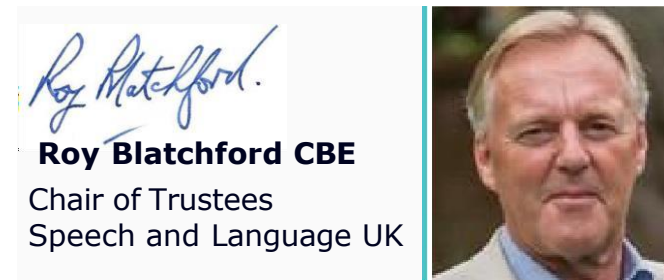 Roy Blatchford.
Roy Blatchford CBE
Chair of Trustees
Speech and Language UK